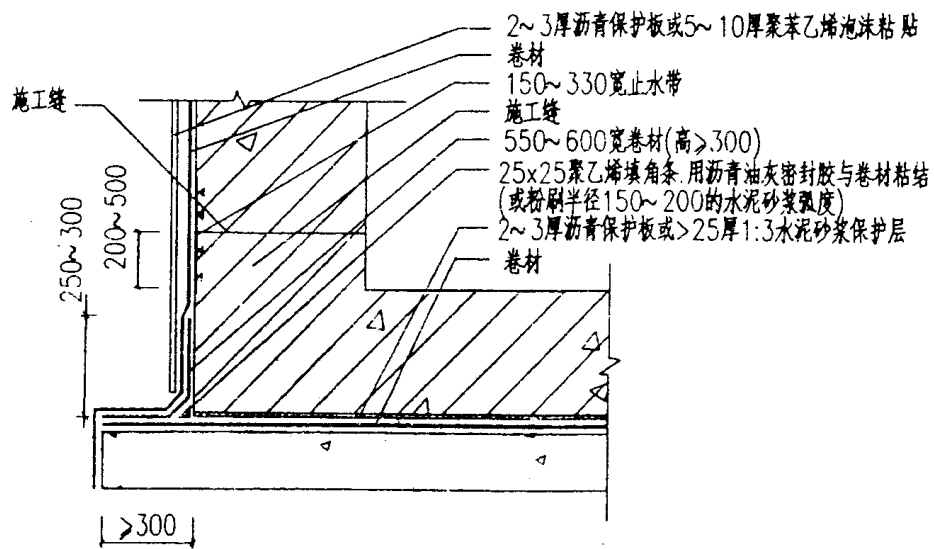 2~3厚沥青保护板或5~10厚聚苯乙烯泡沫粘贴
卷材
150~330宽止水带
施工缝
施工缝
550~600宽卷材(高≥300)
25x25聚乙烯填角条.用沥青油灰密封胶与卷材粘结
(或粉刷半径150~200的水泥砂浆弧度)
2~3厚沥青保护板或>25厚1:3水泥砂浆保护层
卷材
200~500
250~300
≥300